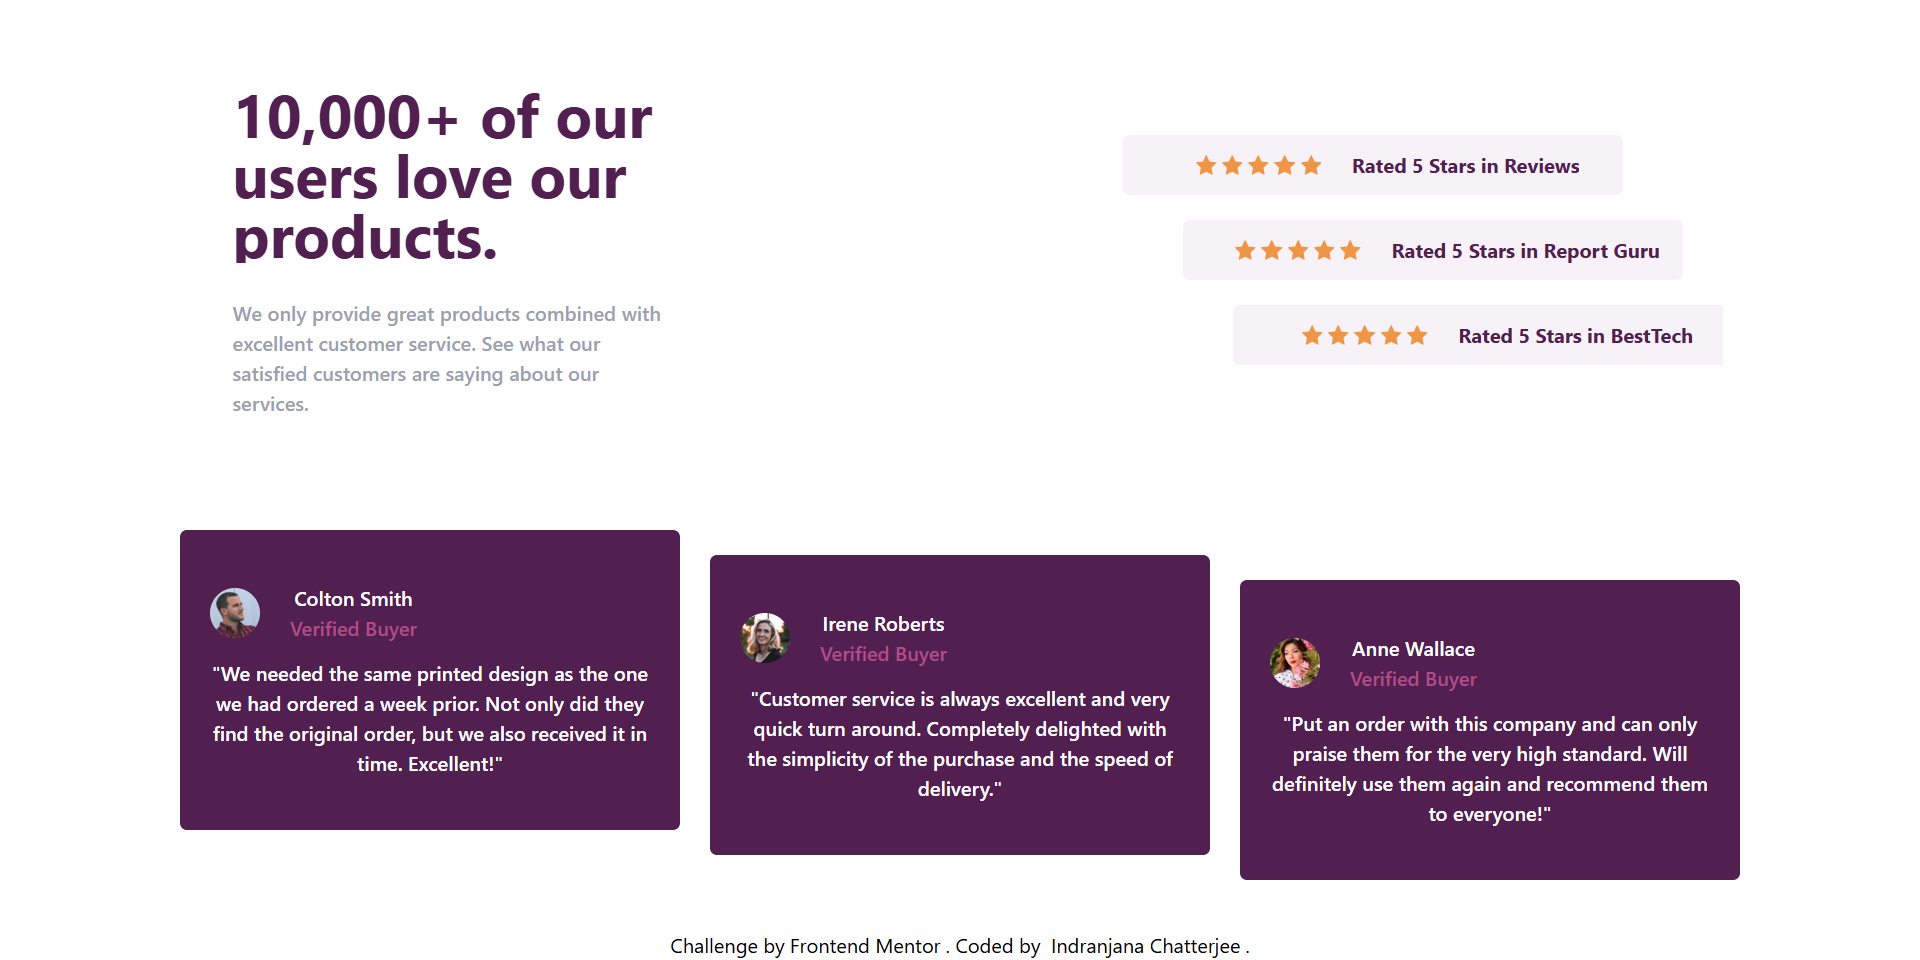 10,000+ of our
users love our
products.
We only provide great products combined with
excellent customer service. See what our
satisfied customers are saying about our
services.
Rated 5 Stars in Reviews
Rated 5 Stars in Report Guru
Rated 5 Stars in BestTech
Colton Smith
Verified Buyer
"We needed the same printed design as the one
we had ordered a week prior. Not only did they
find the original order, but we also received it in
time. Excellent!"
Irene Roberts
Verified Buyer
"Customer service is always excellent and very
quick turn around. Completely delighted with
the simplicity of the purchase and the speed of
delivery."
Anne Wallace
Verified Buyer
"Put an order with this company and can only
praise them for the very high standard. Will
definitely use them again and recommend them
to everyone!"
Challenge by Frontend Mentor . Coded by Indranjana Chatterjee .